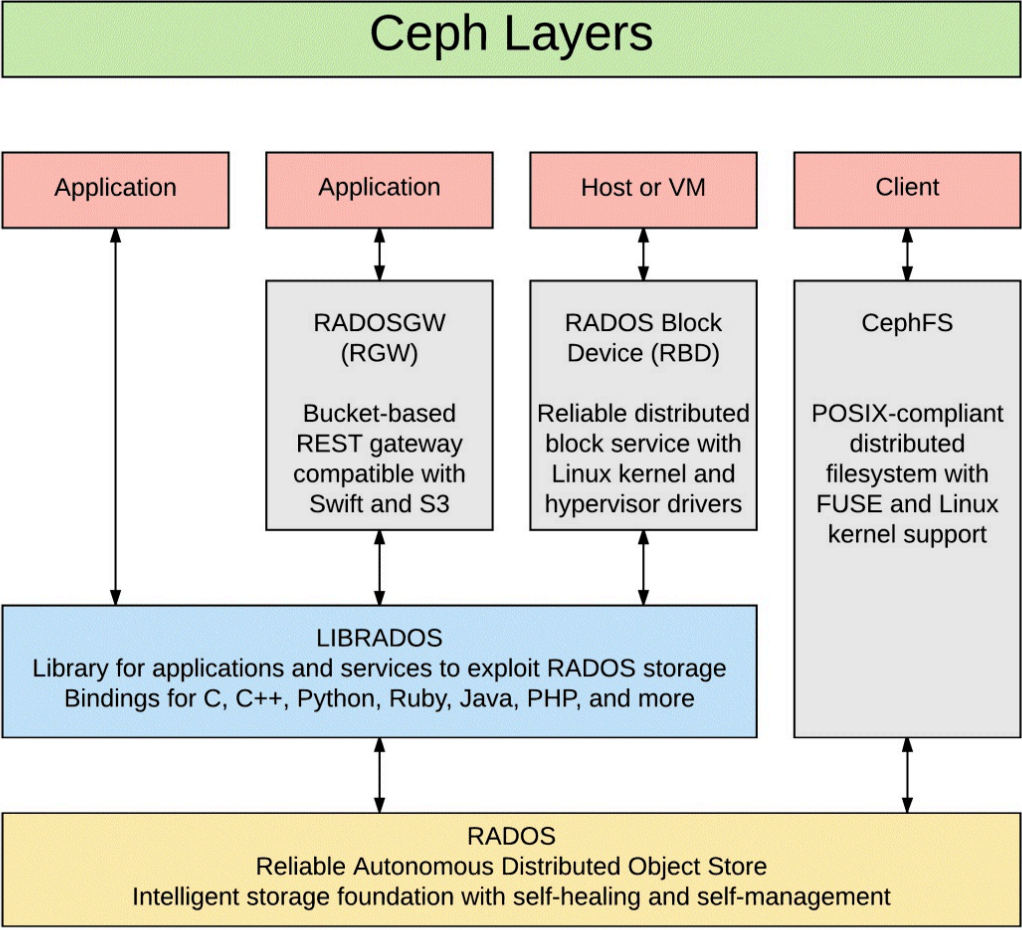 Ceph Layers
Application
Application
Host or VM
Client
RADOSGW
(RGW)
Bucket-based
REST gateway
compatible with
Swift and S3
RADOS Block
Device (RBD)
Reliable distributed
block service with
Linux kernel and
hypervisor drivers
CephFS
POSIX-compliant
distributed
filesystem with
FUSE and Linux
kernel support
LIBRADOS
Library for applications and services to exploit RADOS storage
Bindings for C, C++, Python, Ruby, Java, PHP, and more
RADOS
Reliable Autonomous Distributed Object Store
Intelligent storage foundation with self-healing and self-management